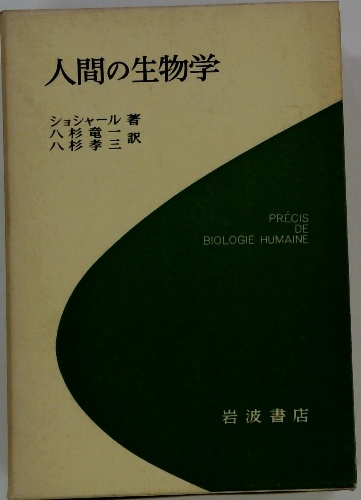 人間の生物学
ショシャール 著
八杉竜一
八杉孝三 訳
PRÉCIS
DE
BIOLOGIE HUMAINE
岩波書店